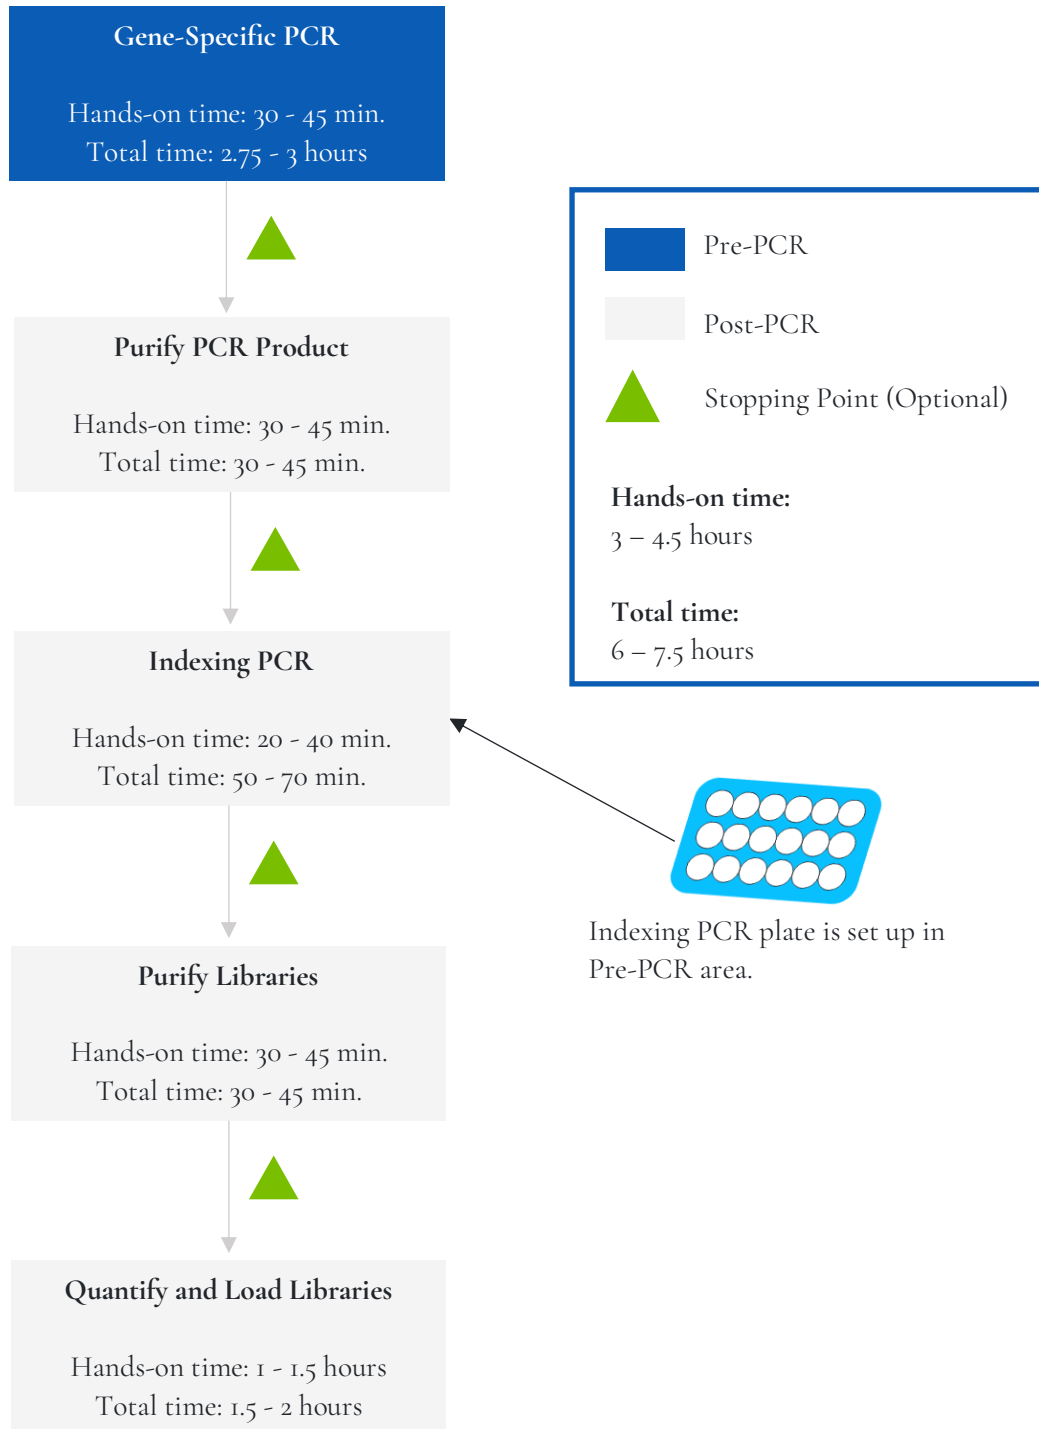 Gene-Specific PCR
Hands-on time: 30 - 45 min.
Total time: 2.75 - 3 hours
Purify PCR Product
Hands-on time: 30 - 45 min.
Total time: 30 - 45 min.
Indexing PCR
Hands-on time: 20 - 40 min.
Total time: 50 - 70 min.
Purify Libraries
Hands-on time: 30 - 45 min.
Total time: 30 - 45 min.
Quantify and Load Libraries
Hands-on time: 1 - 1.5 hours
Total time: 1.5 - 2 hours
Pre-PCR
Post-PCR
Stopping Point (Optional)
Hands-on time:
3 – 4.5 hours
Total time:
6 – 7.5 hours
Indexing PCR plate is set up in
Pre-PCR area.